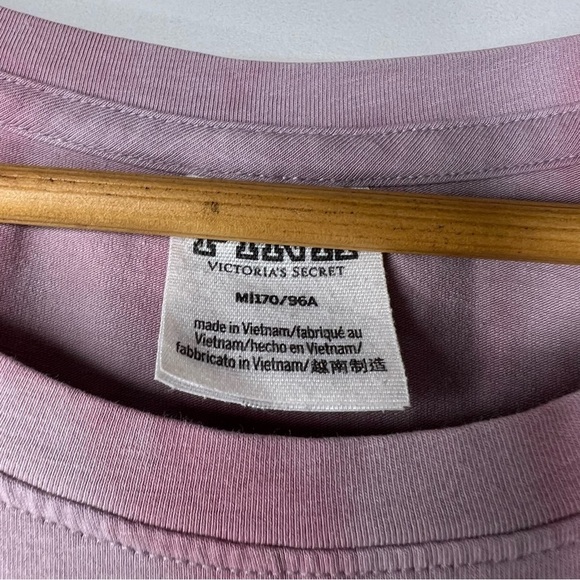 PINK
VICTORIA'S SECRET
M|170/96A
made in Vietnam/fabriqué au
Vietnam/hecho en Vietnam/
fabbricato in Vietnam/越南制造